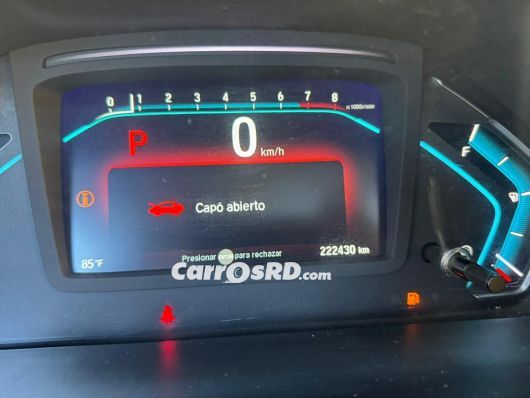 0 1 2 3 4 5 6 7 8 x1000r/min
P 0 km/h
F
i
Capó abierto
Presionar para rechazar
85°F
222430 km
CarrosRD.com